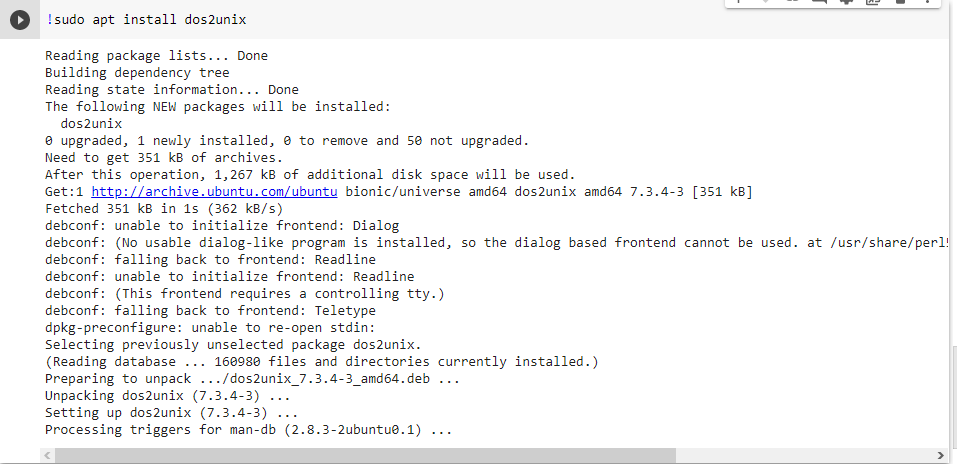 !sudo apt install dos2unix
Reading package lists... Done
Building dependency tree
Reading state information... Done
The following NEW packages will be installed:
  dos2unix
0 upgraded, 1 newly installed, 0 to remove and 50 not upgraded.
Need to get 351 kB of archives.
After this operation, 1,267 kB of additional disk space will be used.
Get:1 http://archive.ubuntu.com/ubuntu bionic/universe amd64 dos2unix amd64 7.3.4-3 [351 kB]
Fetched 351 kB in 1s (362 kB/s)
debconf: unable to initialize frontend: Dialog
debconf: (No usable dialog-like program is installed, so the dialog based frontend cannot be used. at /usr/share/perl
debconf: falling back to frontend: Readline
debconf: unable to initialize frontend: Readline
debconf: (This frontend requires a controlling tty.)
debconf: falling back to frontend: Teletype
dpkg-preconfigure: unable to re-open stdin:
Selecting previously unselected package dos2unix.
(Reading database ... 160980 files and directories currently installed.)
Preparing to unpack .../dos2unix_7.3.4-3_amd64.deb ...
Unpacking dos2unix (7.3.4-3) ...
Setting up dos2unix (7.3.4-3) ...
Processing triggers for man-db (2.8.3-2ubuntu0.1) ...